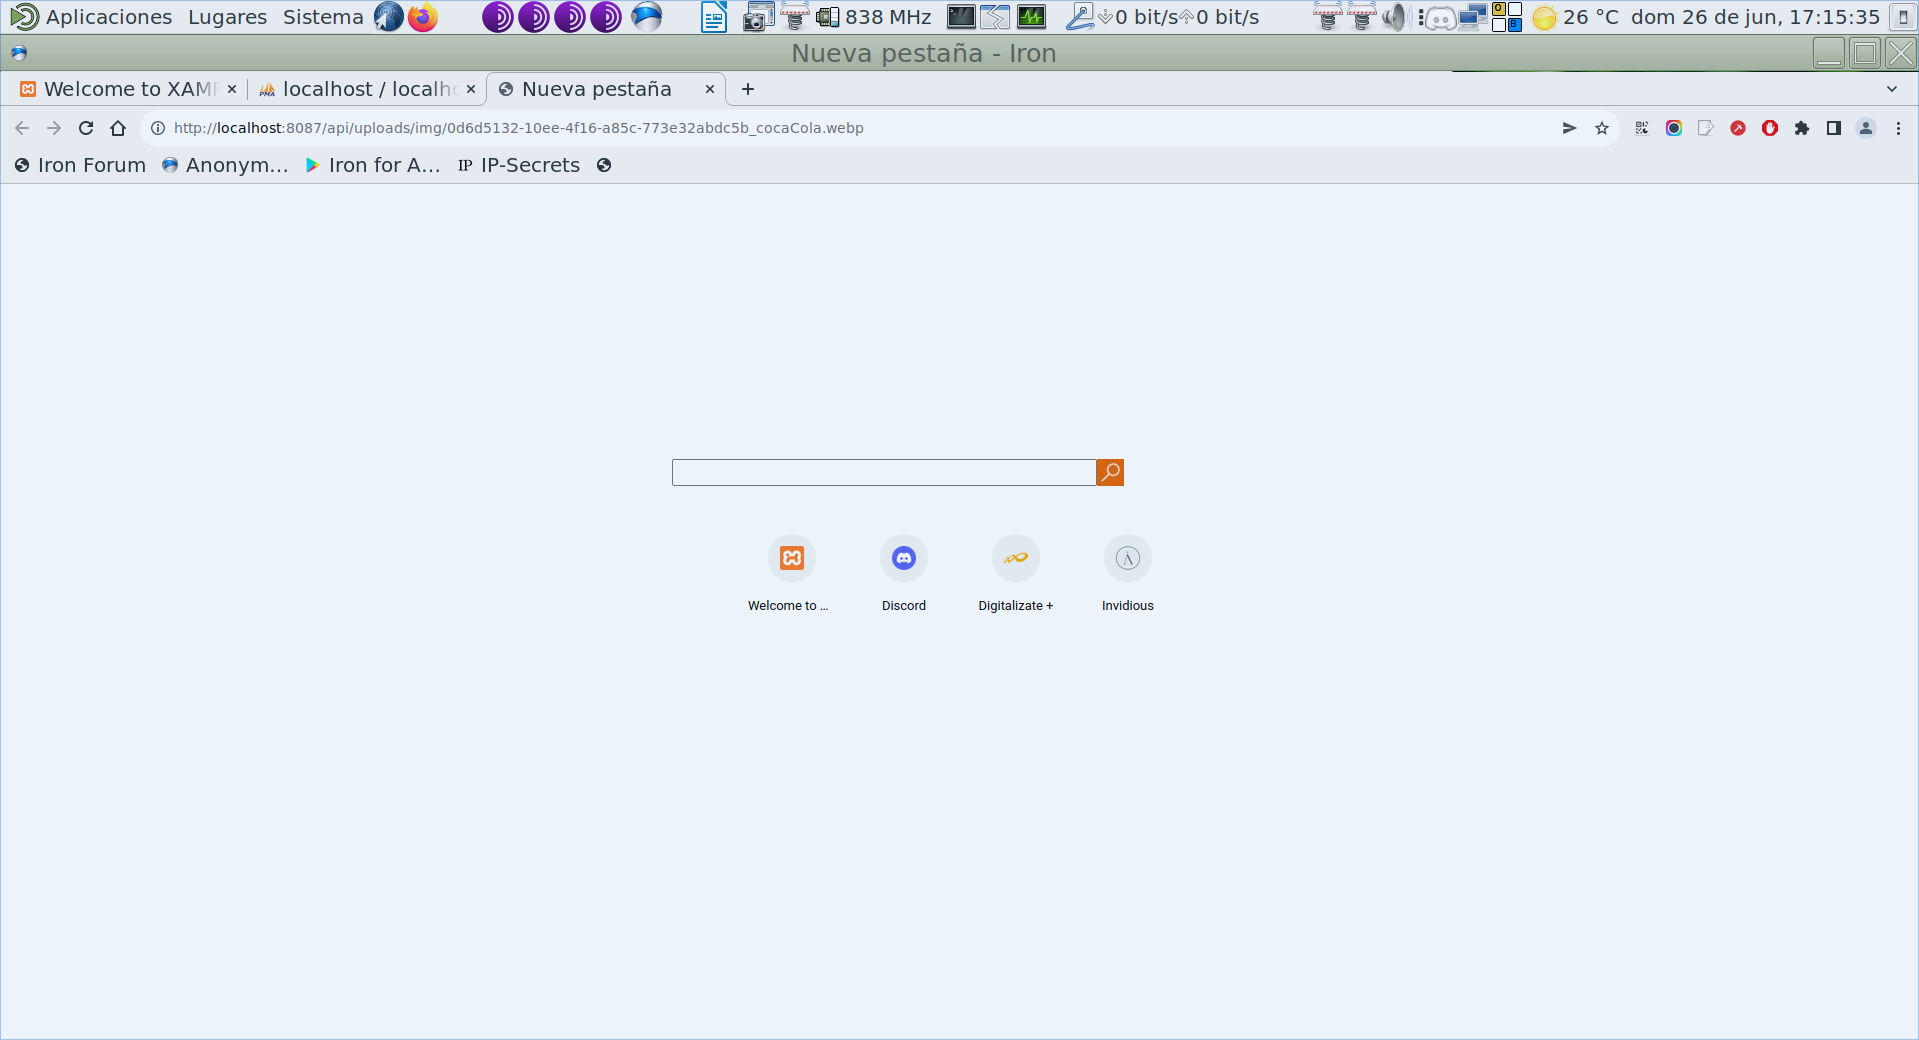 Aplicaciones Lugares Sistema 838 MHz 0 bit/s 0 bit/s 26 °C dom 26 de jun, 17:15:35
Nueva pestaña - Iron
Welcome to XAM localhost / localh Nueva pestaña
http://localhost:8087/api/uploads/img/0d6d5132-10ee-4f16-a85c-773e32abdc5b_cocaCola.webp
Iron Forum Anonym... Iron for A... IP IP-Secrets
Welcome to ... Discord Digitalizate + Invidious